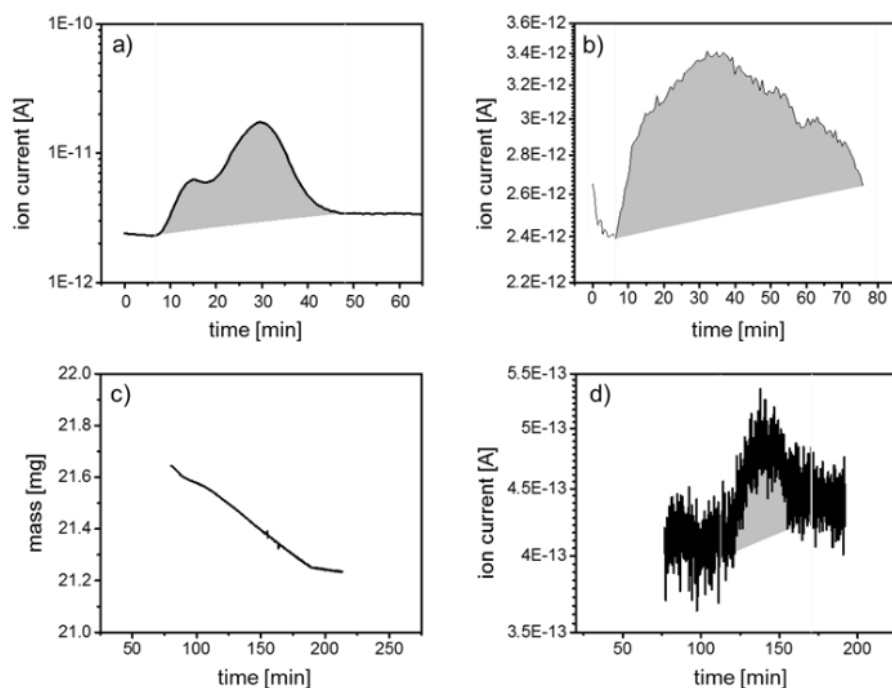 a)
ion current [A]
1E-10
1E-11
1E-12
0 10 20 30 40 50 60
time [min]
b)
ion current [A]
3.6E-12
3.4E-12
3.2E-12
3E-12
2.8E-12
2.6E-12
2.4E-12
2.2E-12
0 10 20 30 40 50 60 70 80
time [min]
c)
mass [mg]
22.0
21.8
21.6
21.4
21.2
21.0
50 100 150 200 250
time [min]
d)
ion current [A]
5.5E-13
5E-13
4.5E-13
4E-13
3.5E-13
50 100 150 200
time [min]